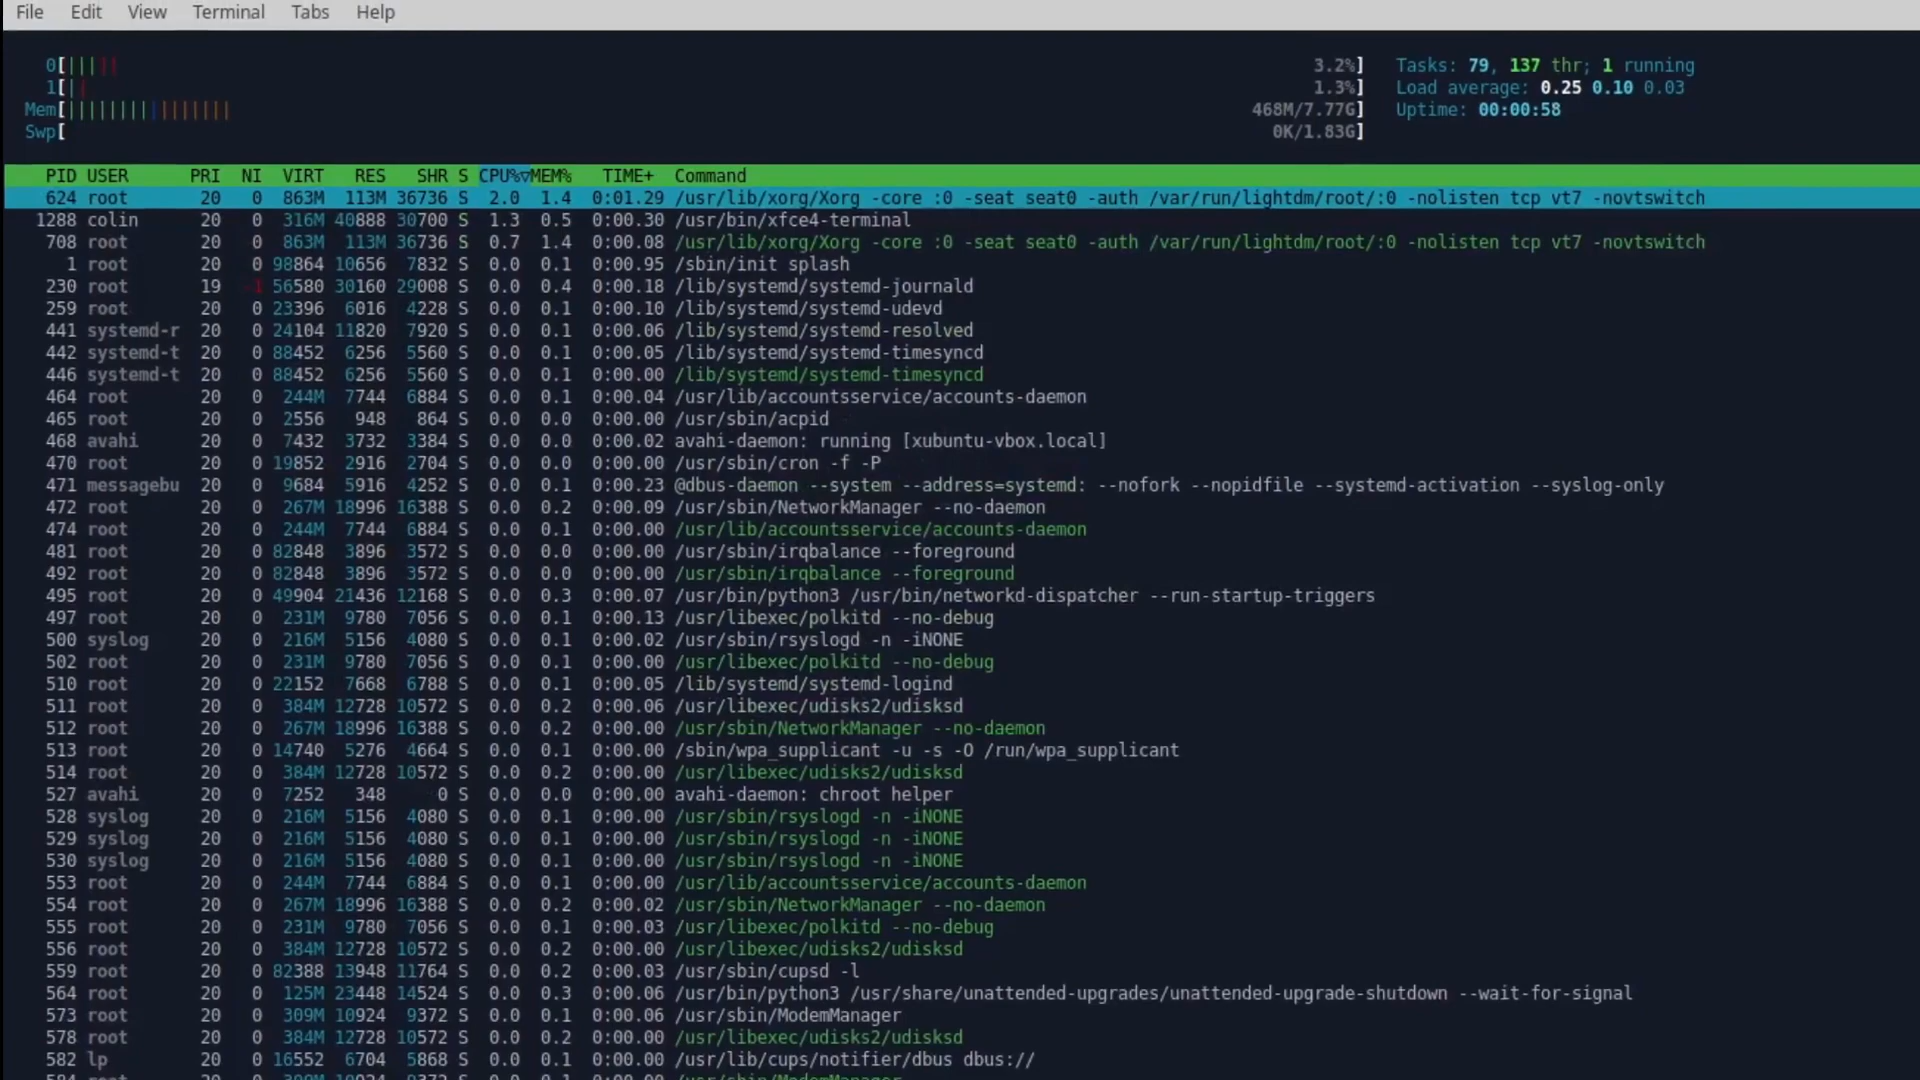 File Edit View Terminal Tabs Help
0[||||| 3.2%] Tasks: 79, 137 thr; 1 running
1[|| 1.3%] Load average: 0.25 0.10 0.03
Mem[|||||||||||||||| 468M/7.77G] Uptime: 00:00:58
Swp[ 0K/1.83G]
PID USER PRI NI VIRT RES SHR S CPU%▽MEM% TIME+ Command
624 root 20 0 863M 113M 36736 S 2.0 1.4 0:01.29 /usr/lib/xorg/Xorg -core :0 -seat seat0 -auth /var/run/lightdm/root/:0 -nolisten tcp vt7 -novtswitch
1288 colin 20 0 316M 40888 30700 S 1.3 0.5 0:00.30 /usr/bin/xfce4-terminal
708 root 20 0 863M 113M 36736 S 0.7 1.4 0:00.08 /usr/lib/xorg/Xorg -core :0 -seat seat0 -auth /var/run/lightdm/root/:0 -nolisten tcp vt7 -novtswitch
1 root 20 0 98864 10656 7832 S 0.0 0.1 0:00.95 /sbin/init splash
230 root 19 -1 56580 30160 29008 S 0.0 0.4 0:00.18 /lib/systemd/systemd-journald
259 root 20 0 23396 6016 4228 S 0.0 0.1 0:00.10 /lib/systemd/systemd-udevd
441 systemd-r 20 0 24104 11820 7920 S 0.0 0.1 0:00.06 /lib/systemd/systemd-resolved
442 systemd-t 20 0 88452 6256 5560 S 0.0 0.1 0:00.05 /lib/systemd/systemd-timesyncd
446 systemd-t 20 0 88452 6256 5560 S 0.0 0.1 0:00.00 /lib/systemd/systemd-timesyncd
464 root 20 0 244M 7744 6884 S 0.0 0.1 0:00.04 /usr/lib/accountsservice/accounts-daemon
465 root 20 0 2556 948 864 S 0.0 0.0 0:00.00 /usr/sbin/acpid
468 avahi 20 0 7432 3732 3384 S 0.0 0.0 0:00.02 avahi-daemon: running [xubuntu-vbox.local]
470 root 20 0 19852 2916 2704 S 0.0 0.0 0:00.00 /usr/sbin/cron -f -P
471 messagebu 20 0 9684 5916 4252 S 0.0 0.1 0:00.23 @dbus-daemon --system --address=systemd: --nofork --nopidfile --systemd-activation --syslog-only
472 root 20 0 267M 18996 16388 S 0.0 0.2 0:00.09 /usr/sbin/NetworkManager --no-daemon
474 root 20 0 244M 7744 6884 S 0.0 0.1 0:00.00 /usr/lib/accountsservice/accounts-daemon
481 root 20 0 82848 3896 3572 S 0.0 0.0 0:00.00 /usr/sbin/irqbalance --foreground
492 root 20 0 82848 3896 3572 S 0.0 0.0 0:00.00 /usr/sbin/irqbalance --foreground
495 root 20 0 49904 21436 12168 S 0.0 0.3 0:00.07 /usr/bin/python3 /usr/bin/networkd-dispatcher --run-startup-triggers
497 root 20 0 231M 9780 7056 S 0.0 0.1 0:00.13 /usr/libexec/polkitd --no-debug
500 syslog 20 0 216M 5156 4080 S 0.0 0.1 0:00.02 /usr/sbin/rsyslogd -n -iNONE
502 root 20 0 231M 9780 7056 S 0.0 0.1 0:00.00 /usr/libexec/polkitd --no-debug
510 root 20 0 22152 7668 6788 S 0.0 0.1 0:00.05 /lib/systemd/systemd-logind
511 root 20 0 384M 12728 10572 S 0.0 0.2 0:00.06 /usr/libexec/udisks2/udisksd
512 root 20 0 267M 18996 16388 S 0.0 0.2 0:00.00 /usr/sbin/NetworkManager --no-daemon
513 root 20 0 14740 5276 4664 S 0.0 0.1 0:00.00 /sbin/wpa_supplicant -u -s -O /run/wpa_supplicant
514 root 20 0 384M 12728 10572 S 0.0 0.2 0:00.00 /usr/libexec/udisks2/udisksd
527 avahi 20 0 7252 348 0 S 0.0 0.0 0:00.00 avahi-daemon: chroot helper
528 syslog 20 0 216M 5156 4080 S 0.0 0.1 0:00.00 /usr/sbin/rsyslogd -n -iNONE
529 syslog 20 0 216M 5156 4080 S 0.0 0.1 0:00.00 /usr/sbin/rsyslogd -n -iNONE
530 syslog 20 0 216M 5156 4080 S 0.0 0.1 0:00.00 /usr/sbin/rsyslogd -n -iNONE
553 root 20 0 244M 7744 6884 S 0.0 0.1 0:00.00 /usr/lib/accountsservice/accounts-daemon
554 root 20 0 267M 18996 16388 S 0.0 0.2 0:00.02 /usr/sbin/NetworkManager --no-daemon
555 root 20 0 231M 9780 7056 S 0.0 0.1 0:00.03 /usr/libexec/polkitd --no-debug
556 root 20 0 384M 12728 10572 S 0.0 0.2 0:00.00 /usr/libexec/udisks2/udisksd
559 root 20 0 82388 13948 11764 S 0.0 0.2 0:00.03 /usr/sbin/cupsd -l
564 root 20 0 125M 23448 14524 S 0.0 0.3 0:00.06 /usr/bin/python3 /usr/share/unattended-upgrades/unattended-upgrade-shutdown --wait-for-signal
573 root 20 0 309M 10924 9372 S 0.0 0.1 0:00.06 /usr/sbin/ModemManager
578 root 20 0 384M 12728 10572 S 0.0 0.2 0:00.00 /usr/libexec/udisks2/udisksd
582 lp 20 0 16552 6704 5868 S 0.0 0.1 0:00.00 /usr/lib/cups/notifier/dbus dbus://